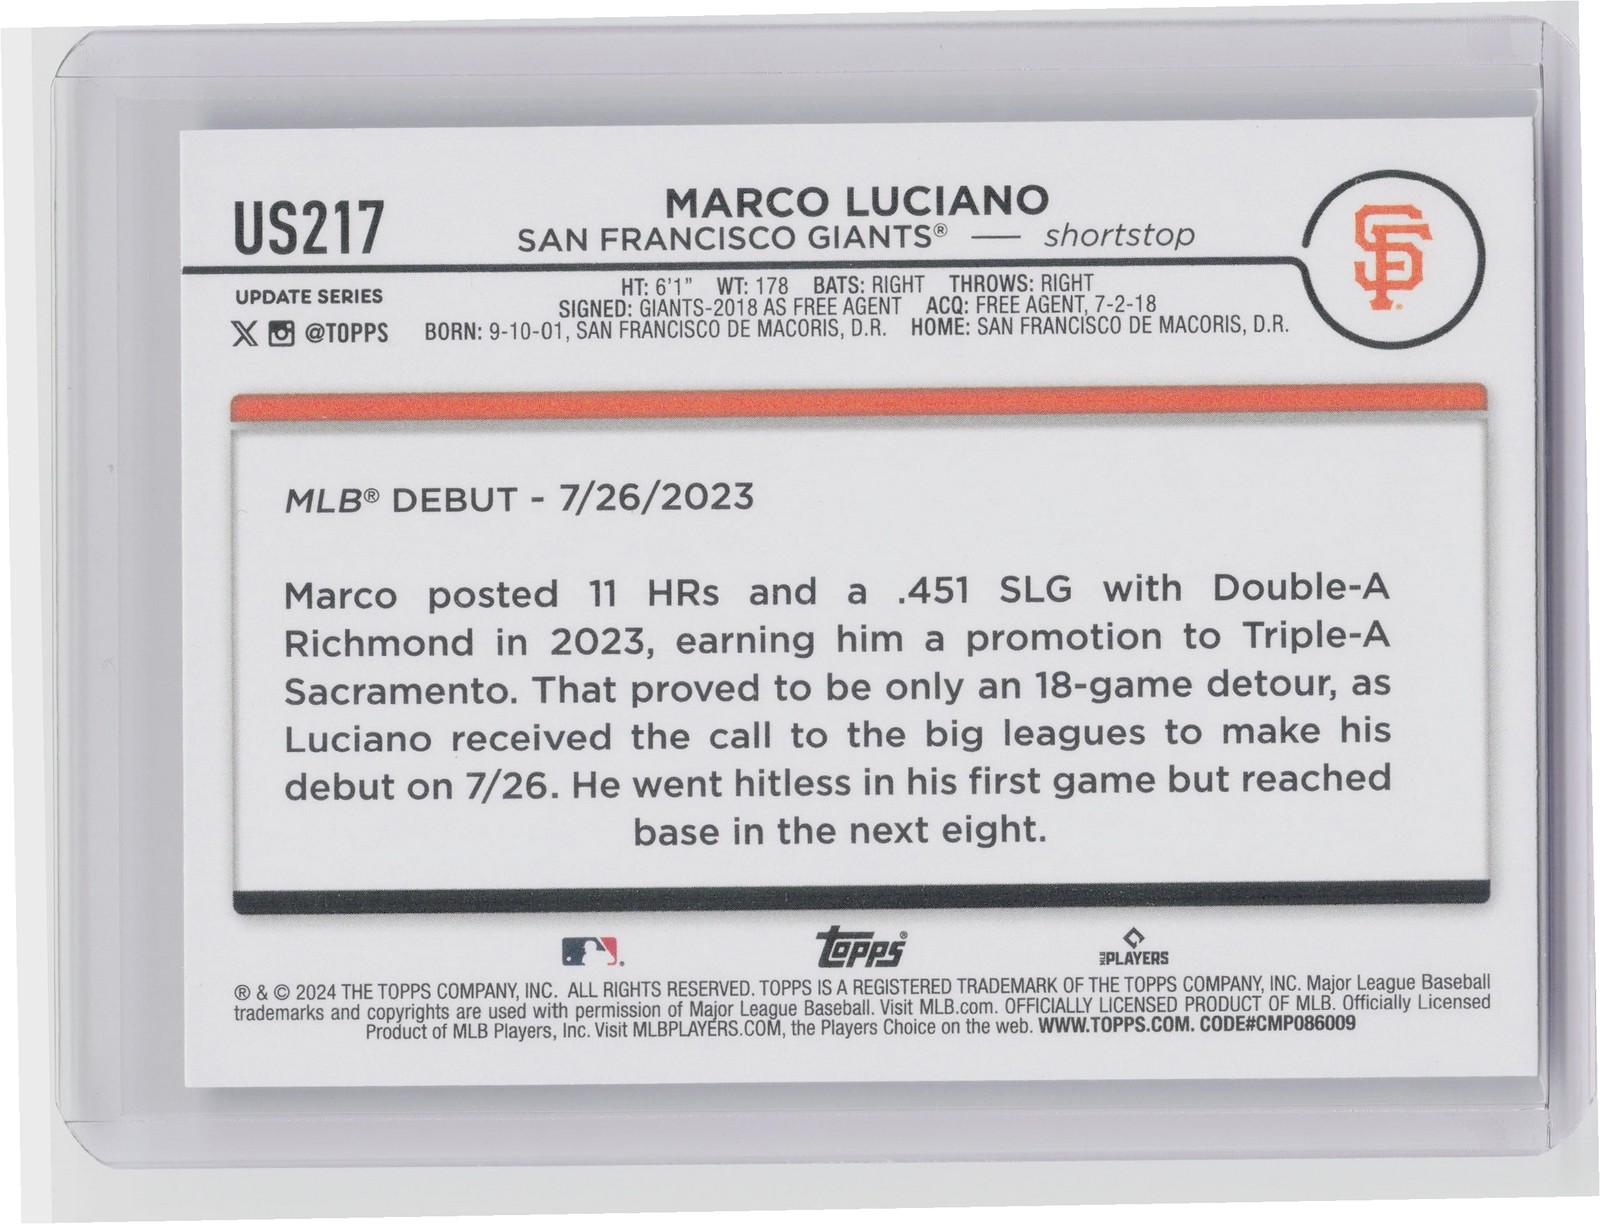 US217
MARCO LUCIANO
SAN FRANCISCO GIANTS® — shortstop
SF
UPDATE SERIES
@TOPPS
HT: 6'1" WT: 178 BATS: RIGHT THROWS: RIGHT
SIGNED: GIANTS-2018 AS FREE AGENT ACQ: FREE AGENT, 7-2-18
BORN: 9-10-01, SAN FRANCISCO DE MACORIS, D.R. HOME: SAN FRANCISCO DE MACORIS, D.R.
MLB® DEBUT - 7/26/2023
Marco posted 11 HRs and a .451 SLG with Double-A
Richmond in 2023, earning him a promotion to Triple-A
Sacramento. That proved to be only an 18-game detour, as
Luciano received the call to the big leagues to make his
debut on 7/26. He went hitless in his first game but reached
base in the next eight.
Topps®
MLB PLAYERS
® & © 2024 THE TOPPS COMPANY, INC. ALL RIGHTS RESERVED. TOPPS IS A REGISTERED TRADEMARK OF THE TOPPS COMPANY, INC. Major League Baseball
trademarks and copyrights are used with permission of Major League Baseball. Visit MLB.com. OFFICIALLY LICENSED PRODUCT OF MLB. Officially Licensed
Product of MLB Players, Inc. Visit MLBPLAYERS.COM, the Players Choice on the web. WWW.TOPPS.COM. CODE#CMP086009